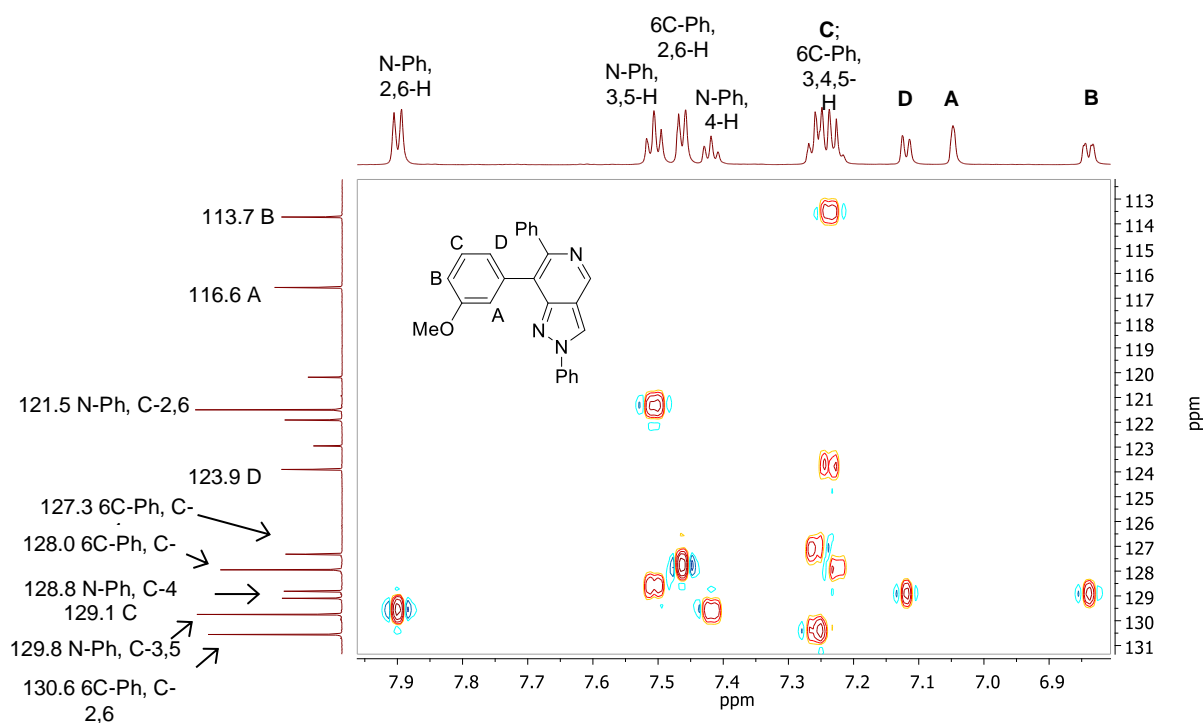 N-Ph,
2,6-H
N-Ph,
3,5-H
6C-Ph,
2,6-H
N-Ph,
4-H
C;
6C-Ph,
3,4,5-
H
D
A
B
113.7 B
116.6 A
121.5 N-Ph, C-2,6
123.9 D
127.3 6C-Ph, C-
128.0 6C-Ph, C-
128.8 N-Ph, C-4
129.1 C
129.8 N-Ph, C-3,5
130.6 6C-Ph, C-
2,6
C
D
Ph
N
B
A
MeO
N
N
Ph
113
114
115
116
117
118
119
120
121
122
123
124
125
126
127
128
129
130
131
ppm
7.9
7.8
7.7
7.6
7.5
7.4
7.3
7.2
7.1
7.0
6.9
ppm